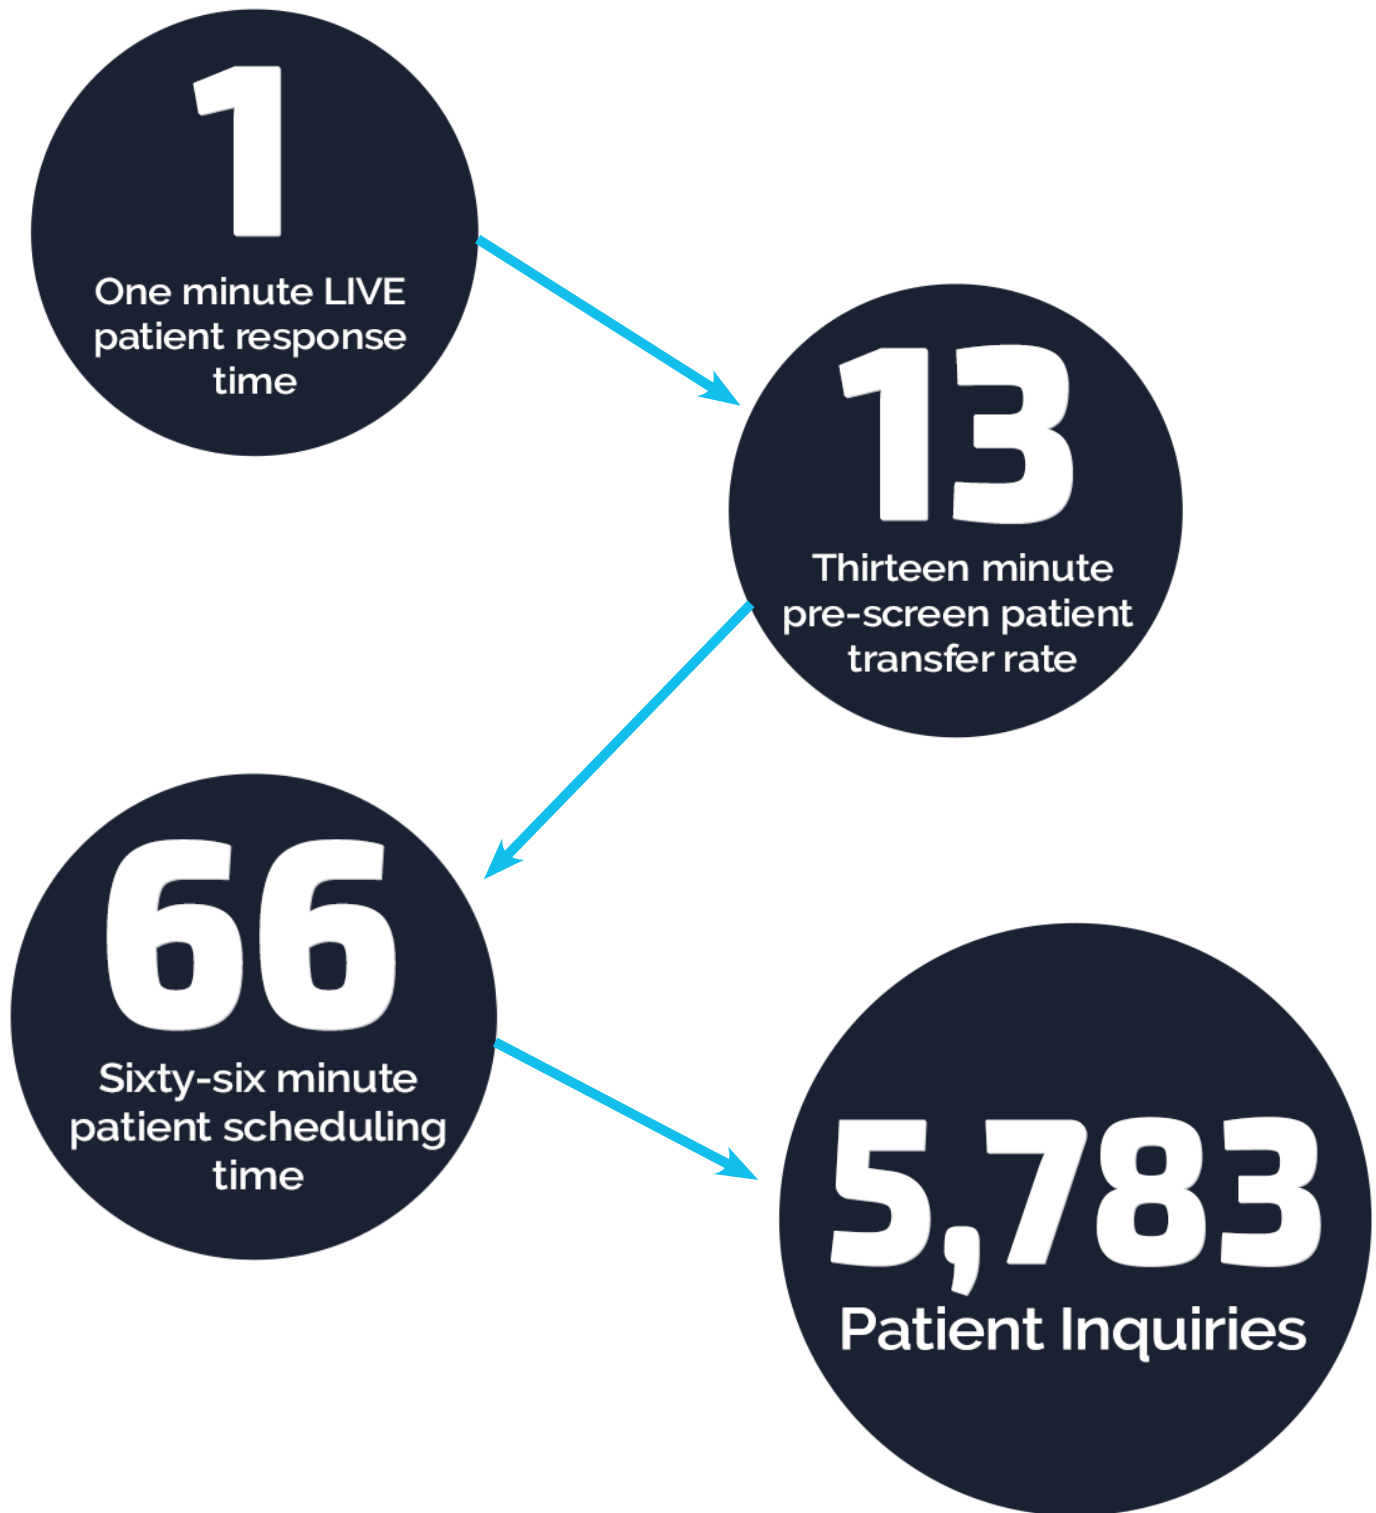 1
One minute LIVE
patient response
time
13
Thirteen minute
pre-screen patient
transfer rate
66
Sixty-six minute
patient scheduling
time
5,783
Patient Inquiries